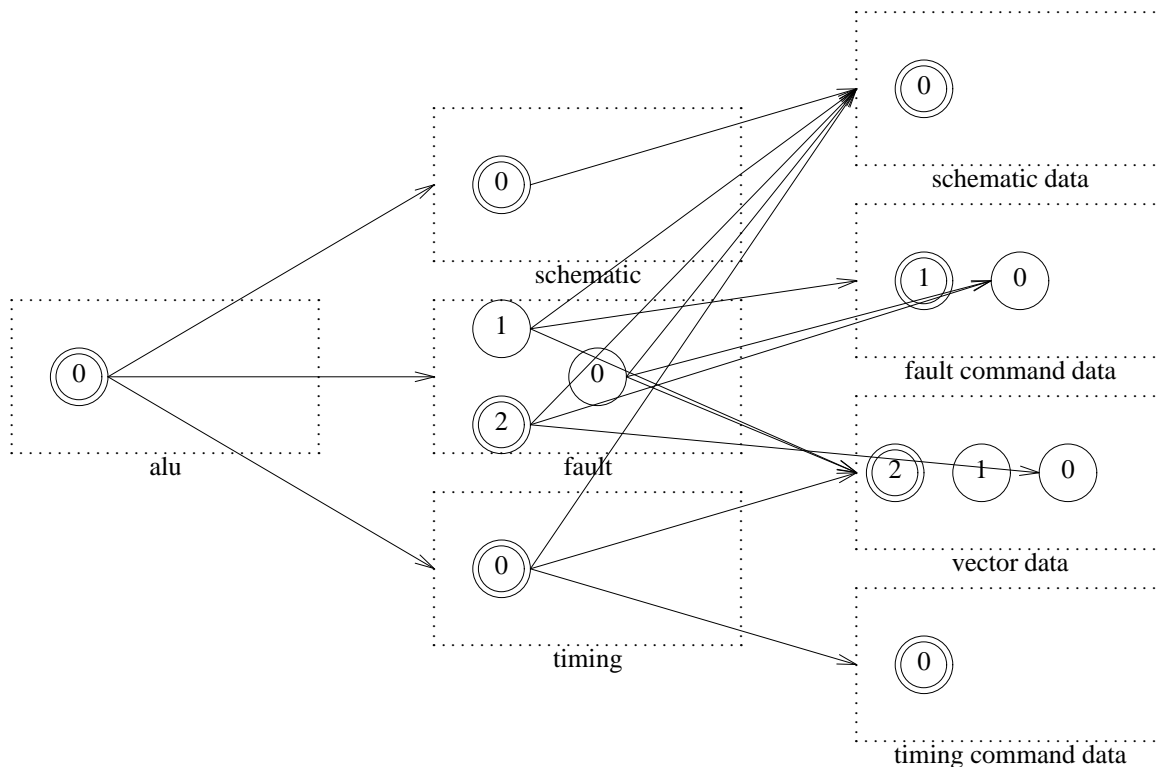 0
schematic data
0
schematic
1 0
fault command data
1
0
2
fault
0
alu
2 1 0
vector data
0
timing
0
timing command data